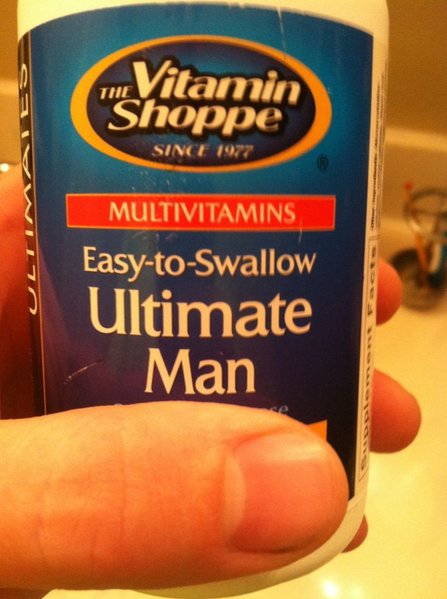 THE Vitamin
Shoppe
SINCE 1977
®
MULTIVITAMINS
Easy-to-Swallow
Ultimate
Man
ULTIMATES
Supplement Facts